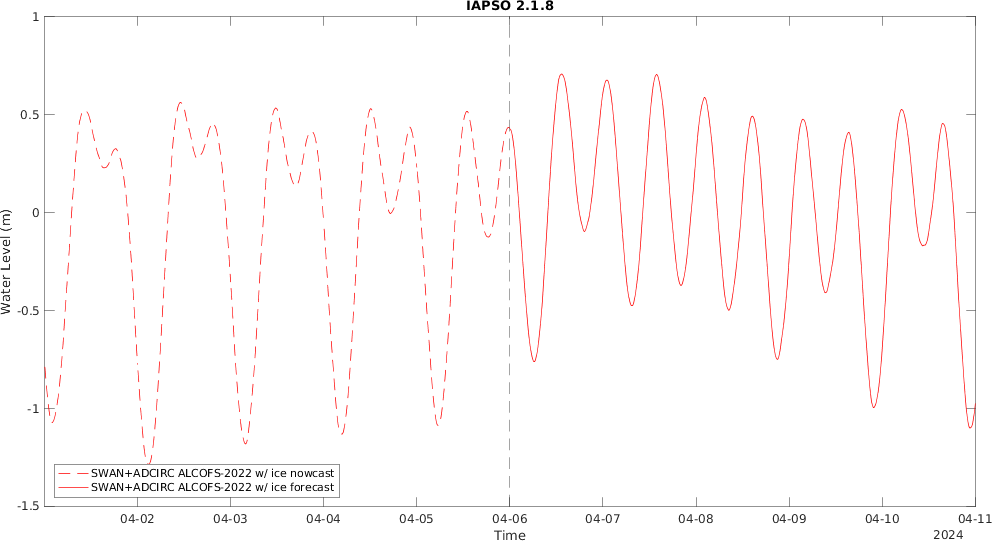 IAPSO 2.1.8
1
0.5
0
-0.5
-1
-1.5
Water Level (m)
SWAN+ADCIRC ALCOFS-2022 w/ ice nowcast
SWAN+ADCIRC ALCOFS-2022 w/ ice forecast
04-02 04-03 04-04 04-05 04-06 04-07 04-08 04-09 04-10 04-11
Time
2024